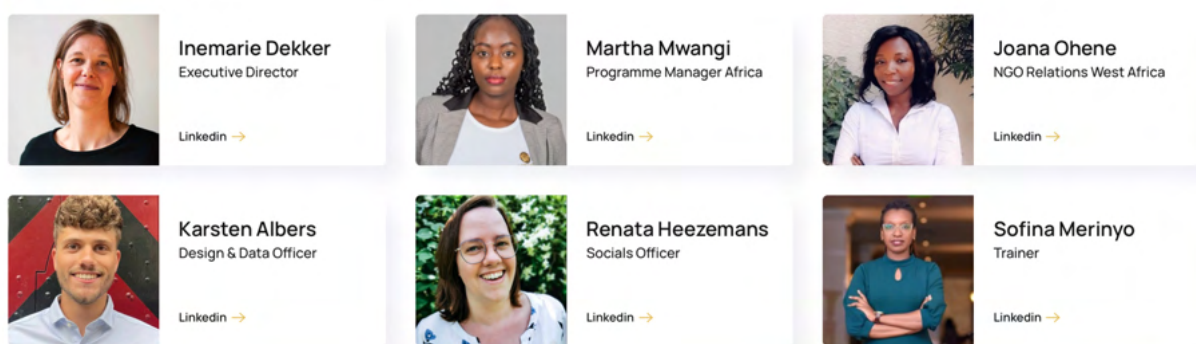 Inemarie Dekker
Executive Director
Linkedin →
Martha Mwangi
Programme Manager Africa
Linkedin →
Joana Ohene
NGO Relations West Africa
Linkedin →
Karsten Albers
Design & Data Officer
Linkedin →
Renata Heezemans
Socials Officer
Linkedin →
Sofina Merinyo
Trainer
Linkedin →